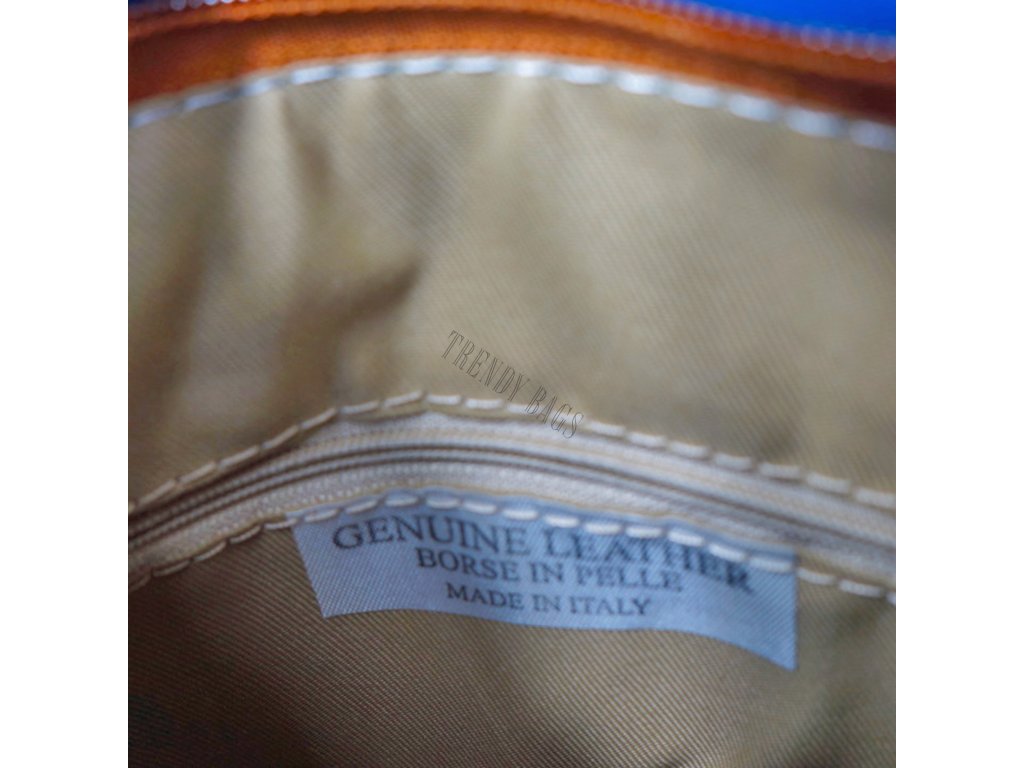 TRENDY BAGS
GENUINE LEATHER
BORSE IN PELLE
MADE IN ITALY